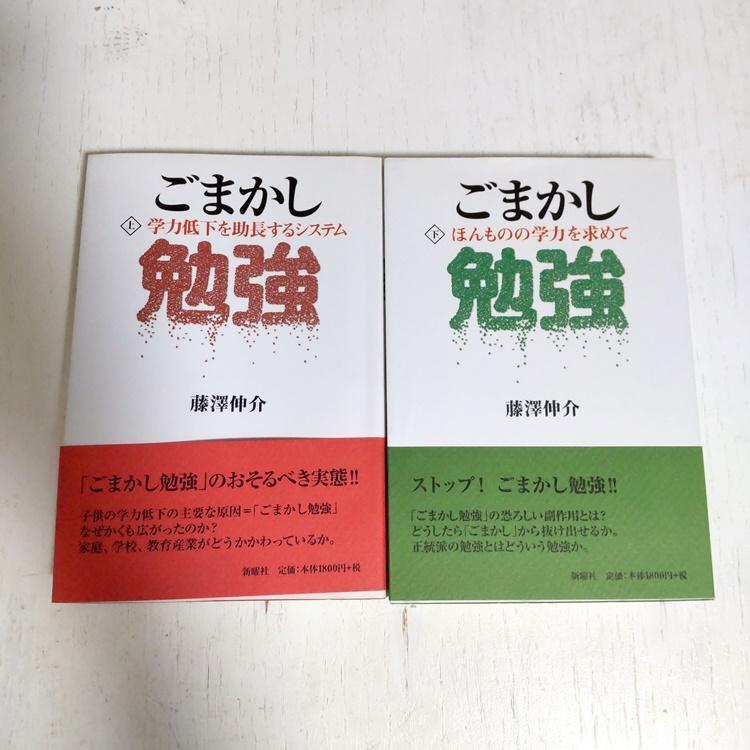 ごまかし
上 学力低下を助長するシステム
勉強
藤澤伸介
「ごまかし勉強」のおそるべき実態!!
子供の学力低下の主要な原因=「ごまかし勉強」
なぜかくも広がったのか?
家庭、学校、教育産業がどうかかわっているか。
新曜社 定価:本体1800円+税
ごまかし
下 ほんものの学力を求めて
勉強
藤澤伸介
ストップ! ごまかし勉強!!
「ごまかし勉強」の恐ろしい副作用とは?
どうしたら「ごまかし」から抜け出せるか。
正統派の勉強とはどういう勉強か。
新曜社 定価:本体1800円+税